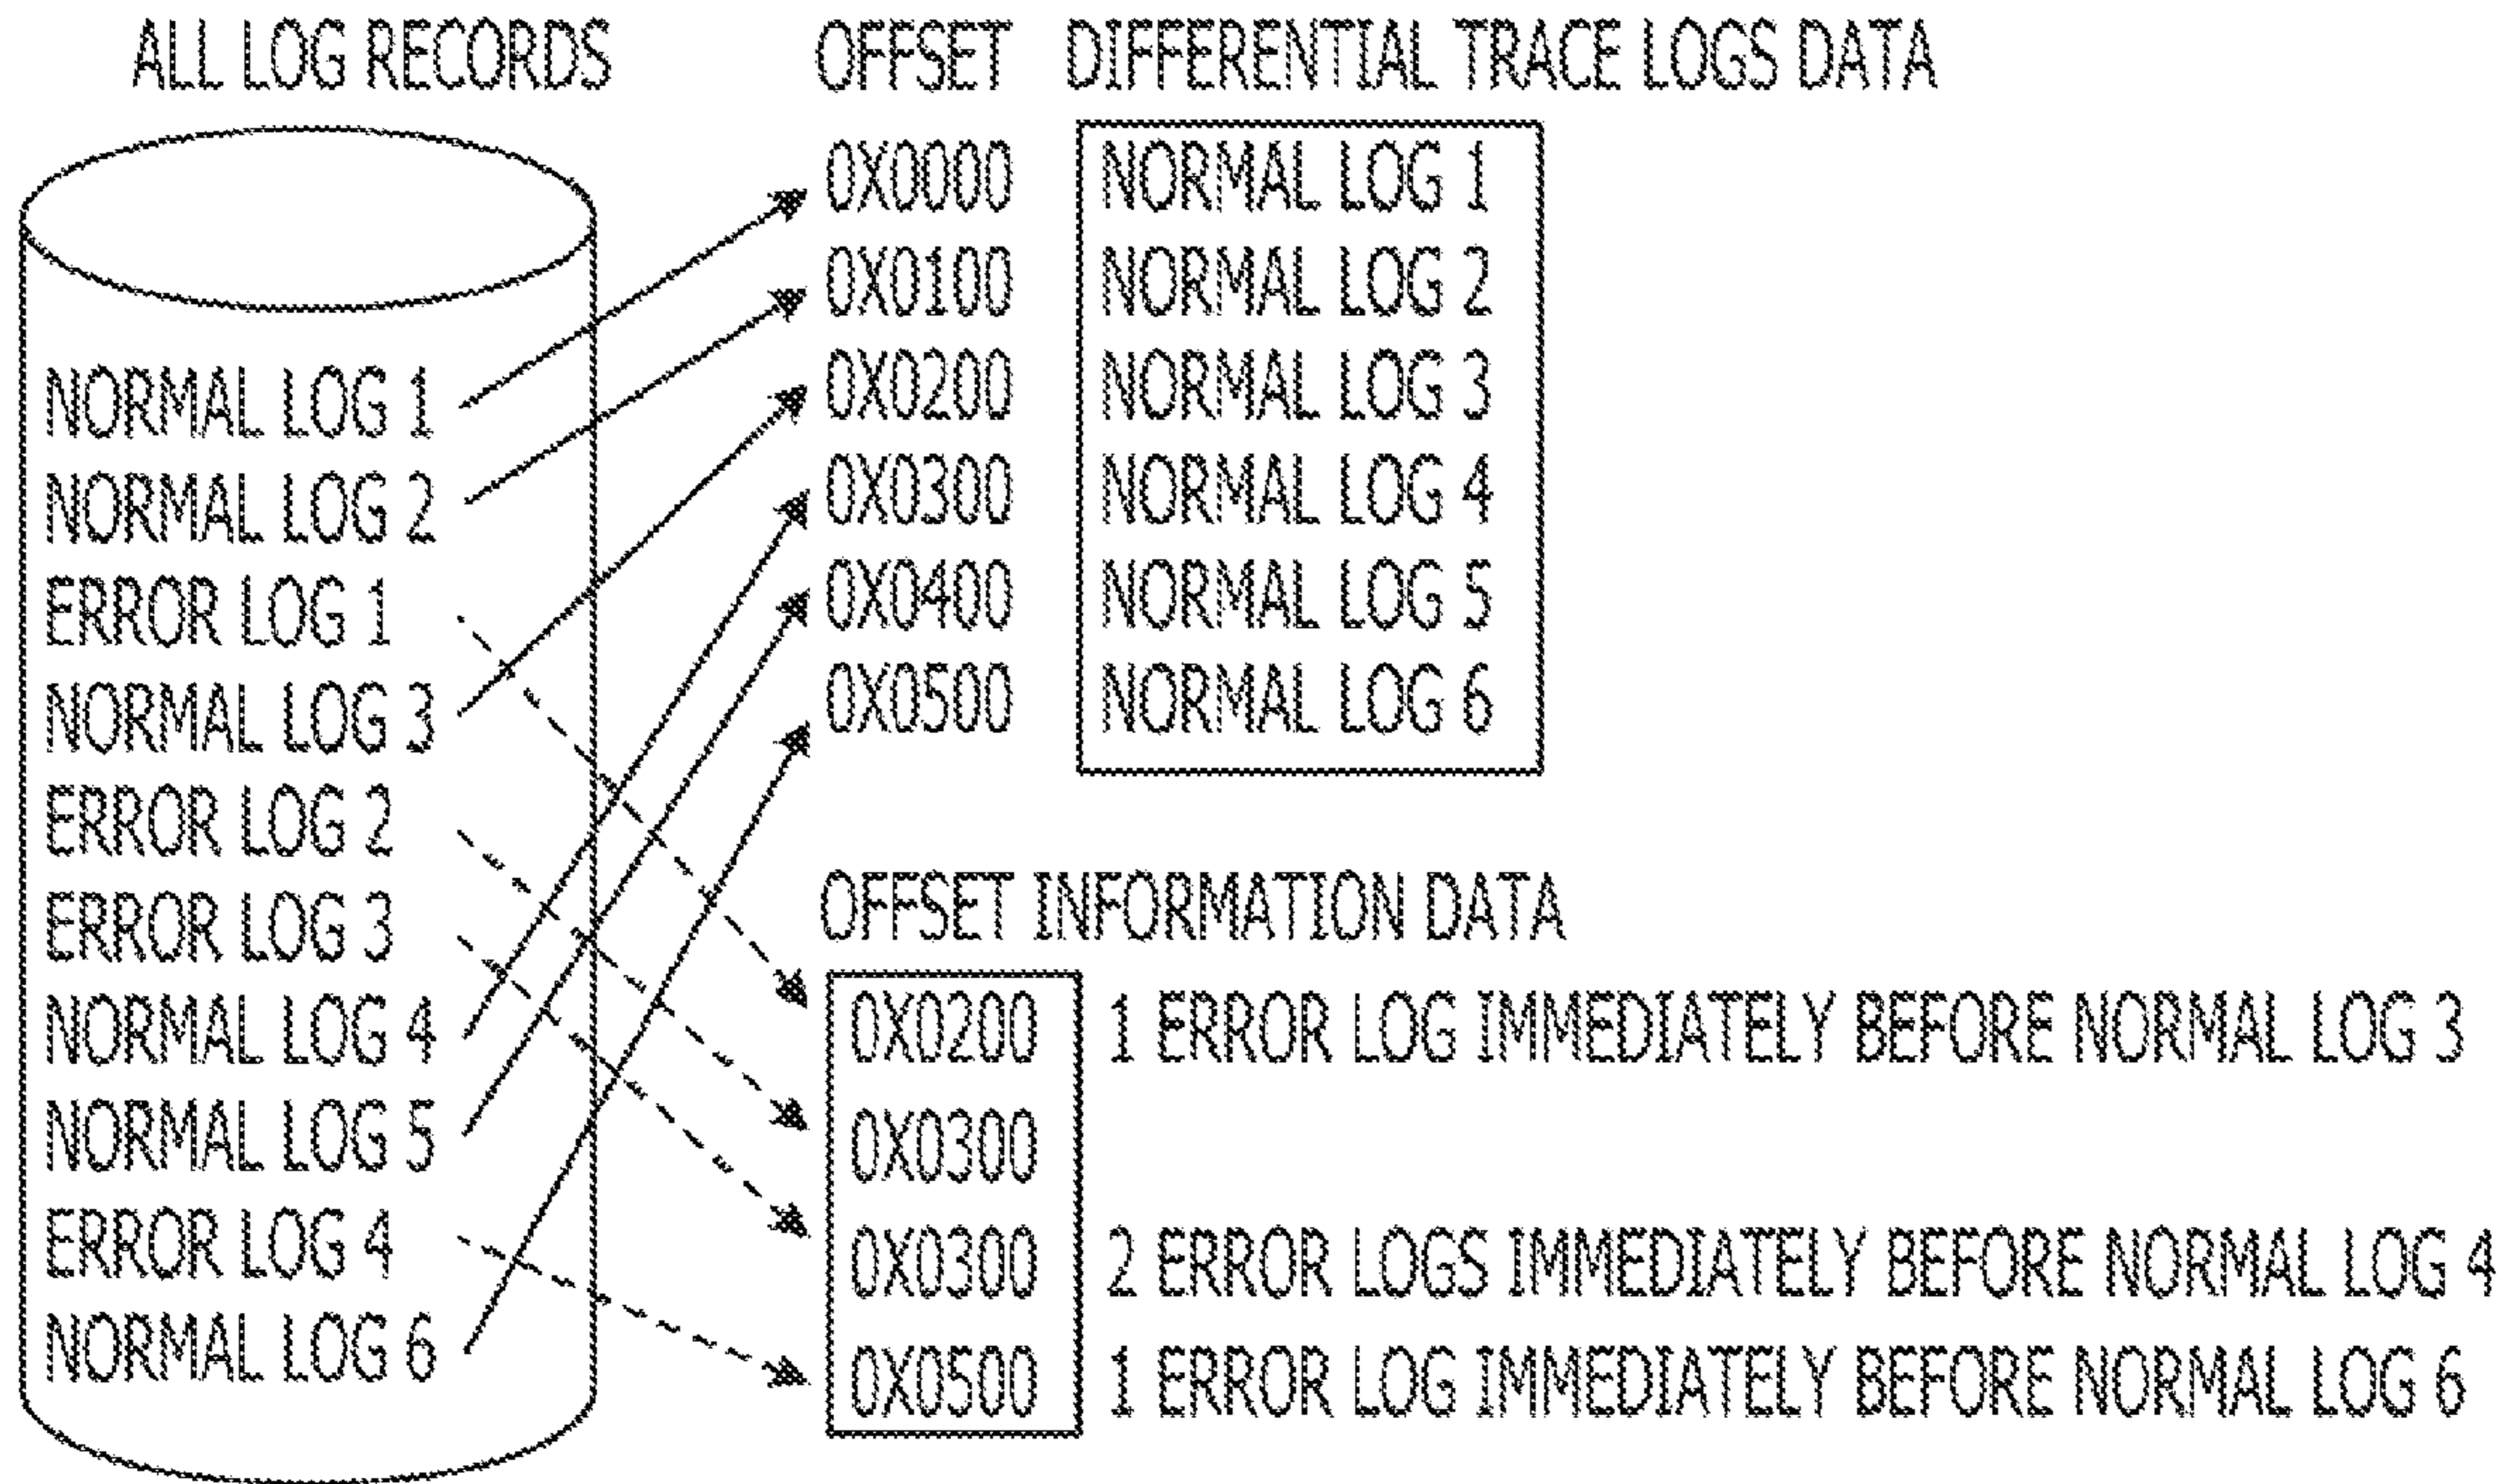 ALL LOG RECORDS
NORMAL LOG 1
NORMAL LOG 2
ERROR LOG 1
NORMAL LOG 3
ERROR LOG 2
ERROR LOG 3
NORMAL LOG 4
NORMAL LOG 5
ERROR LOG 4
NORMAL LOG 6
OFFSET DIFFERENTIAL TRACE LOGS DATA
0X0000 NORMAL LOG 1
0X0100 NORMAL LOG 2
0X0200 NORMAL LOG 3
0X0300 NORMAL LOG 4
0X0400 NORMAL LOG 5
0X0500 NORMAL LOG 6
OFFSET INFORMATION DATA
0X0200 1 ERROR LOG IMMEDIATELY BEFORE NORMAL LOG 3
0X0300
0X0300 2 ERROR LOGS IMMEDIATELY BEFORE NORMAL LOG 4
0X0500 1 ERROR LOG IMMEDIATELY BEFORE NORMAL LOG 6